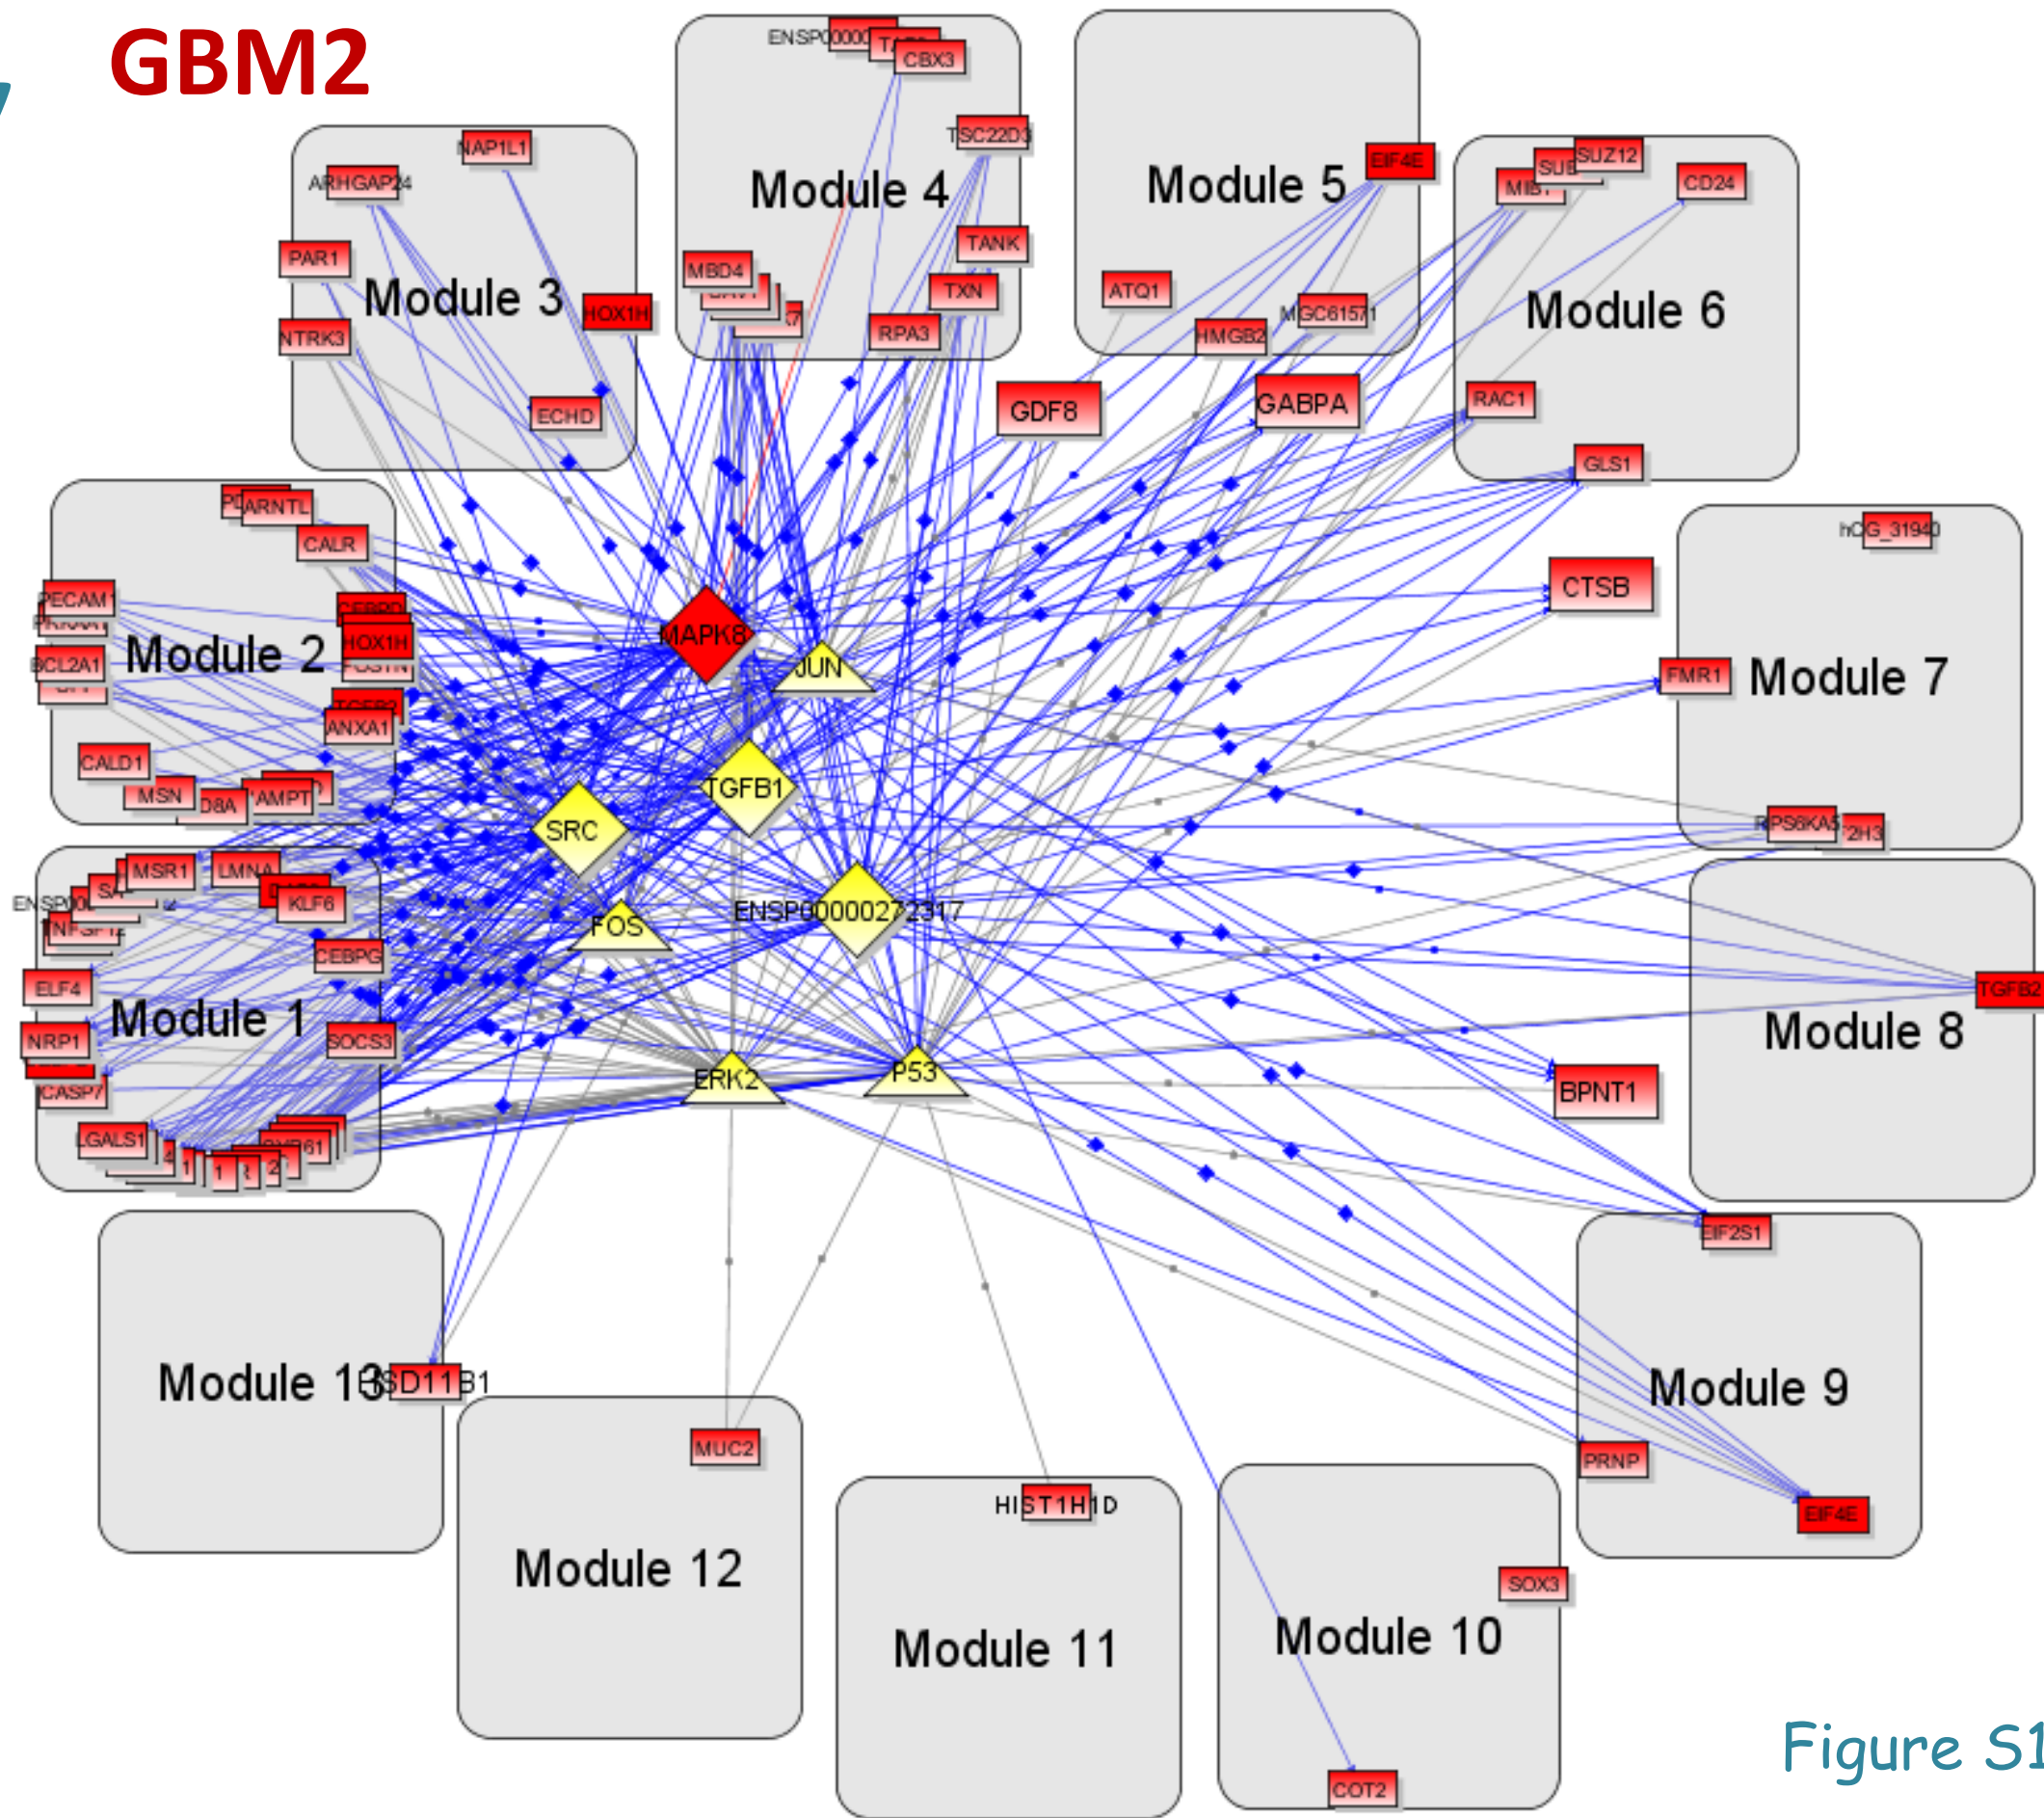 GBM2
CBX3
TSC22D3
Module 4
TANK
MBD4
TXN
RPA3
NAP1L1
ARHGAP24
PAR1
Module 3
HOX1H
NTRK3
ECHD
EIF4E
Module 5
ATQ1
MGC61571
HMGB2
SUZ12
MIB1
CD24
Module 6
RAC1
GLS1
GDF8
GABPA
ARNTL
CALR
PECAM1
CEBPD
HOX1H
Module 2
BCL2A1
TGFB2
ANXA1
CALD1
MSN
hCG_31940
CTSB
FMR1
Module 7
RPS6KA5
MAPK8
JUN
TGFB1
SRC
ENSP00000272317
FOS
ERK2
P53
MSR1
LMNA
KLF6
CEBPG
ELF4
Module 1
NRP1
SOCS3
CASP7
LGALS1
TGFB2
Module 8
BPNT1
EIF2S1
Module 9
PRNP
EIF4E
Module 13
HSD11B1
MUC2
Module 12
HIST1H1D
Module 11
SOX3
Module 10
COT2
Figure S1